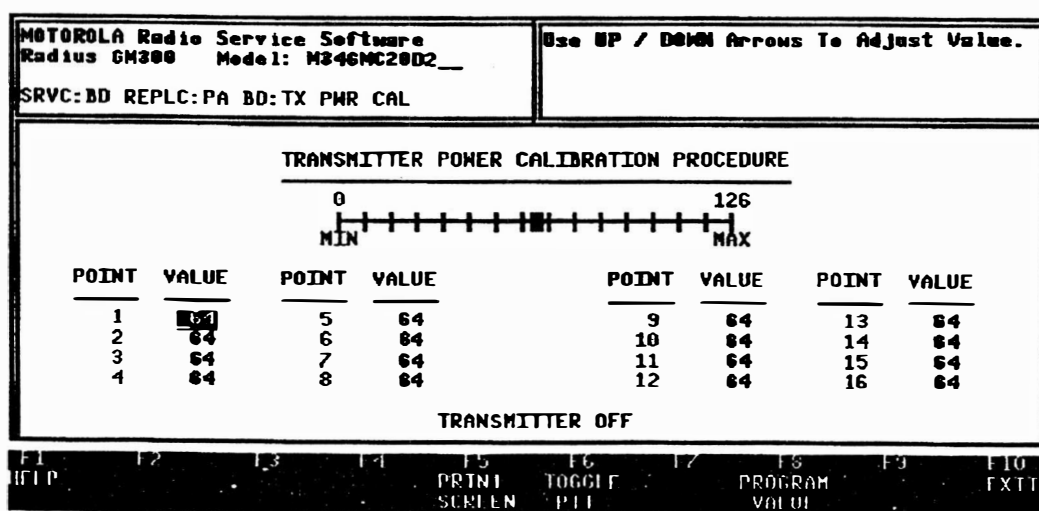 MOTOROLA Radio Service Software
Radius GM300 Model: M34GMC20D2__
SRVC:BD REPLC:PA BD:TX PWR CAL
Use UP / DOWN Arrows To Adjust Value.
TRANSMITTER POWER CALIBRATION PROCEDURE
0 126
MIN MAX
POINT VALUE POINT VALUE POINT VALUE POINT VALUE
1 64 5 64 9 64 13 64
2 64 6 64 10 64 14 64
3 64 7 64 11 64 15 64
4 64 8 64 12 64 16 64
TRANSMITTER OFF
F1 F2 F3 F4 F5 F6 F7 F8 F9 F10
HELP PRINT TOGGLE PROGRAM EXIT
SCREEN PTT VALUE